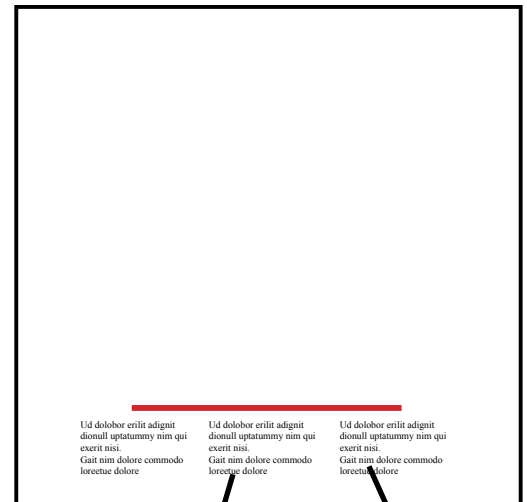 Ud dolobor erilit adignit
dionull uptatummy nim qui
exerit nisi.
Gait nim dolore commodo
loreetue dolore
Ud dolobor erilit adignit
dionull uptatummy nim qui
exerit nisi.
Gait nim dolore commodo
loreetue dolore
Ud dolobor erilit adignit
dionull uptatummy nim qui
exerit nisi.
Gait nim dolore commodo
loreetue dolore